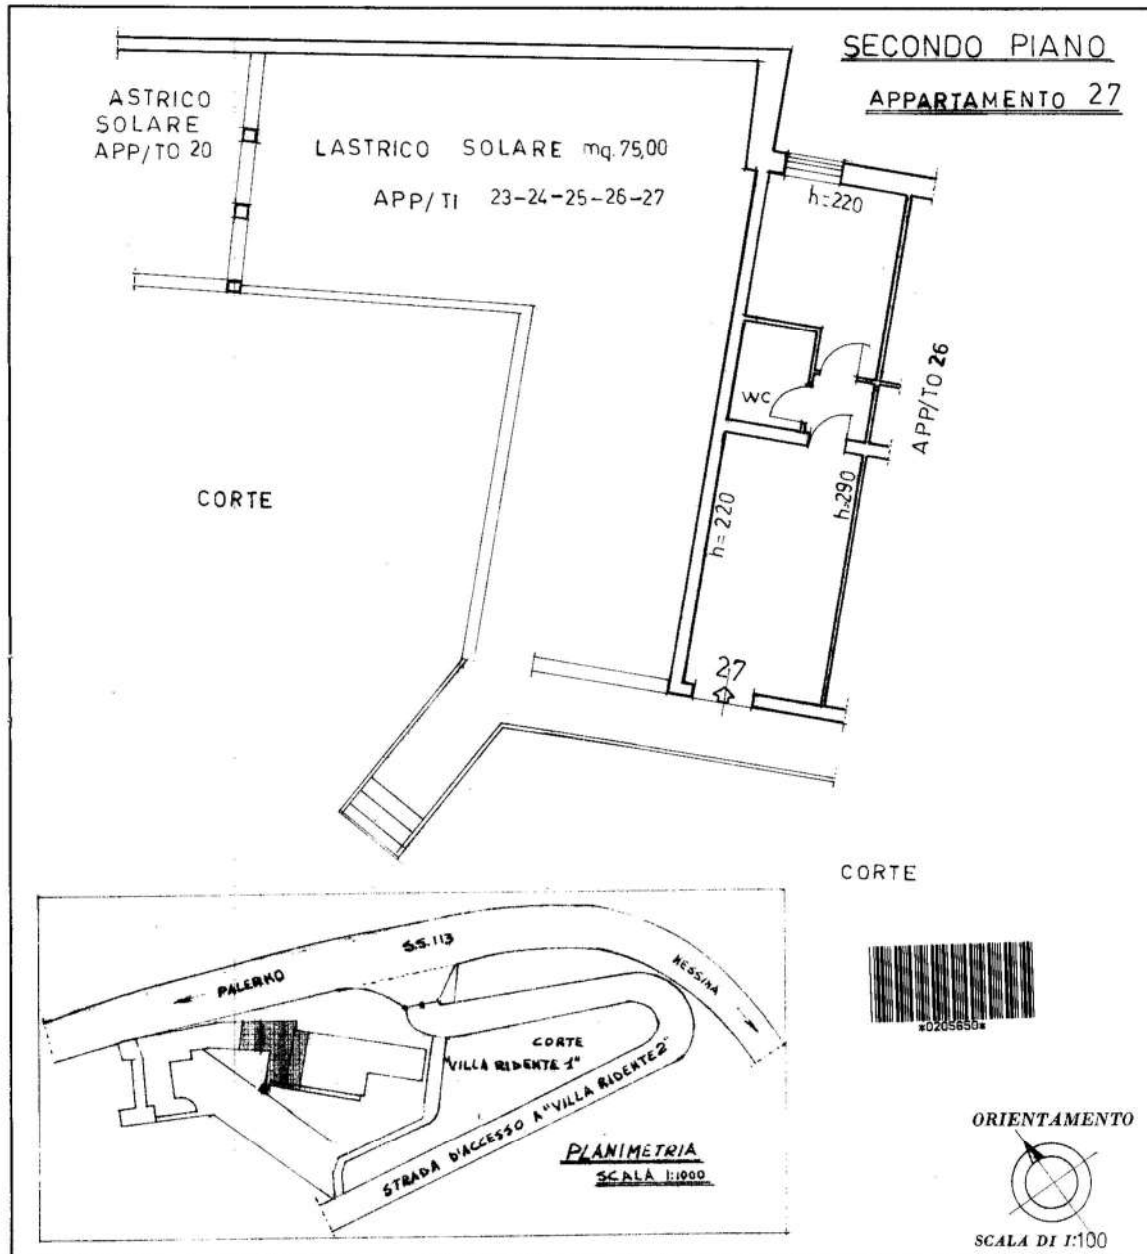 SECONDO PIANO
APPARTAMENTO 27
ASTRICO
SOLARE
APP/TO 20
LASTRICO SOLARE mq. 75,00
APP/TI 23-24-25-26-27
h=220
WC
APP/TO 26
h=220
h=290
27
CORTE
CORTE
S.S. 113
PALERMO
MESSINA
CORTE
"VILLA RIDENTE 1"
STRADA D'ACCESSO A "VILLA RIDENTE 2"
PLANIMETRIA
SCALA 1:1000
*0205650*
ORIENTAMENTO
SCALA DI 1:100